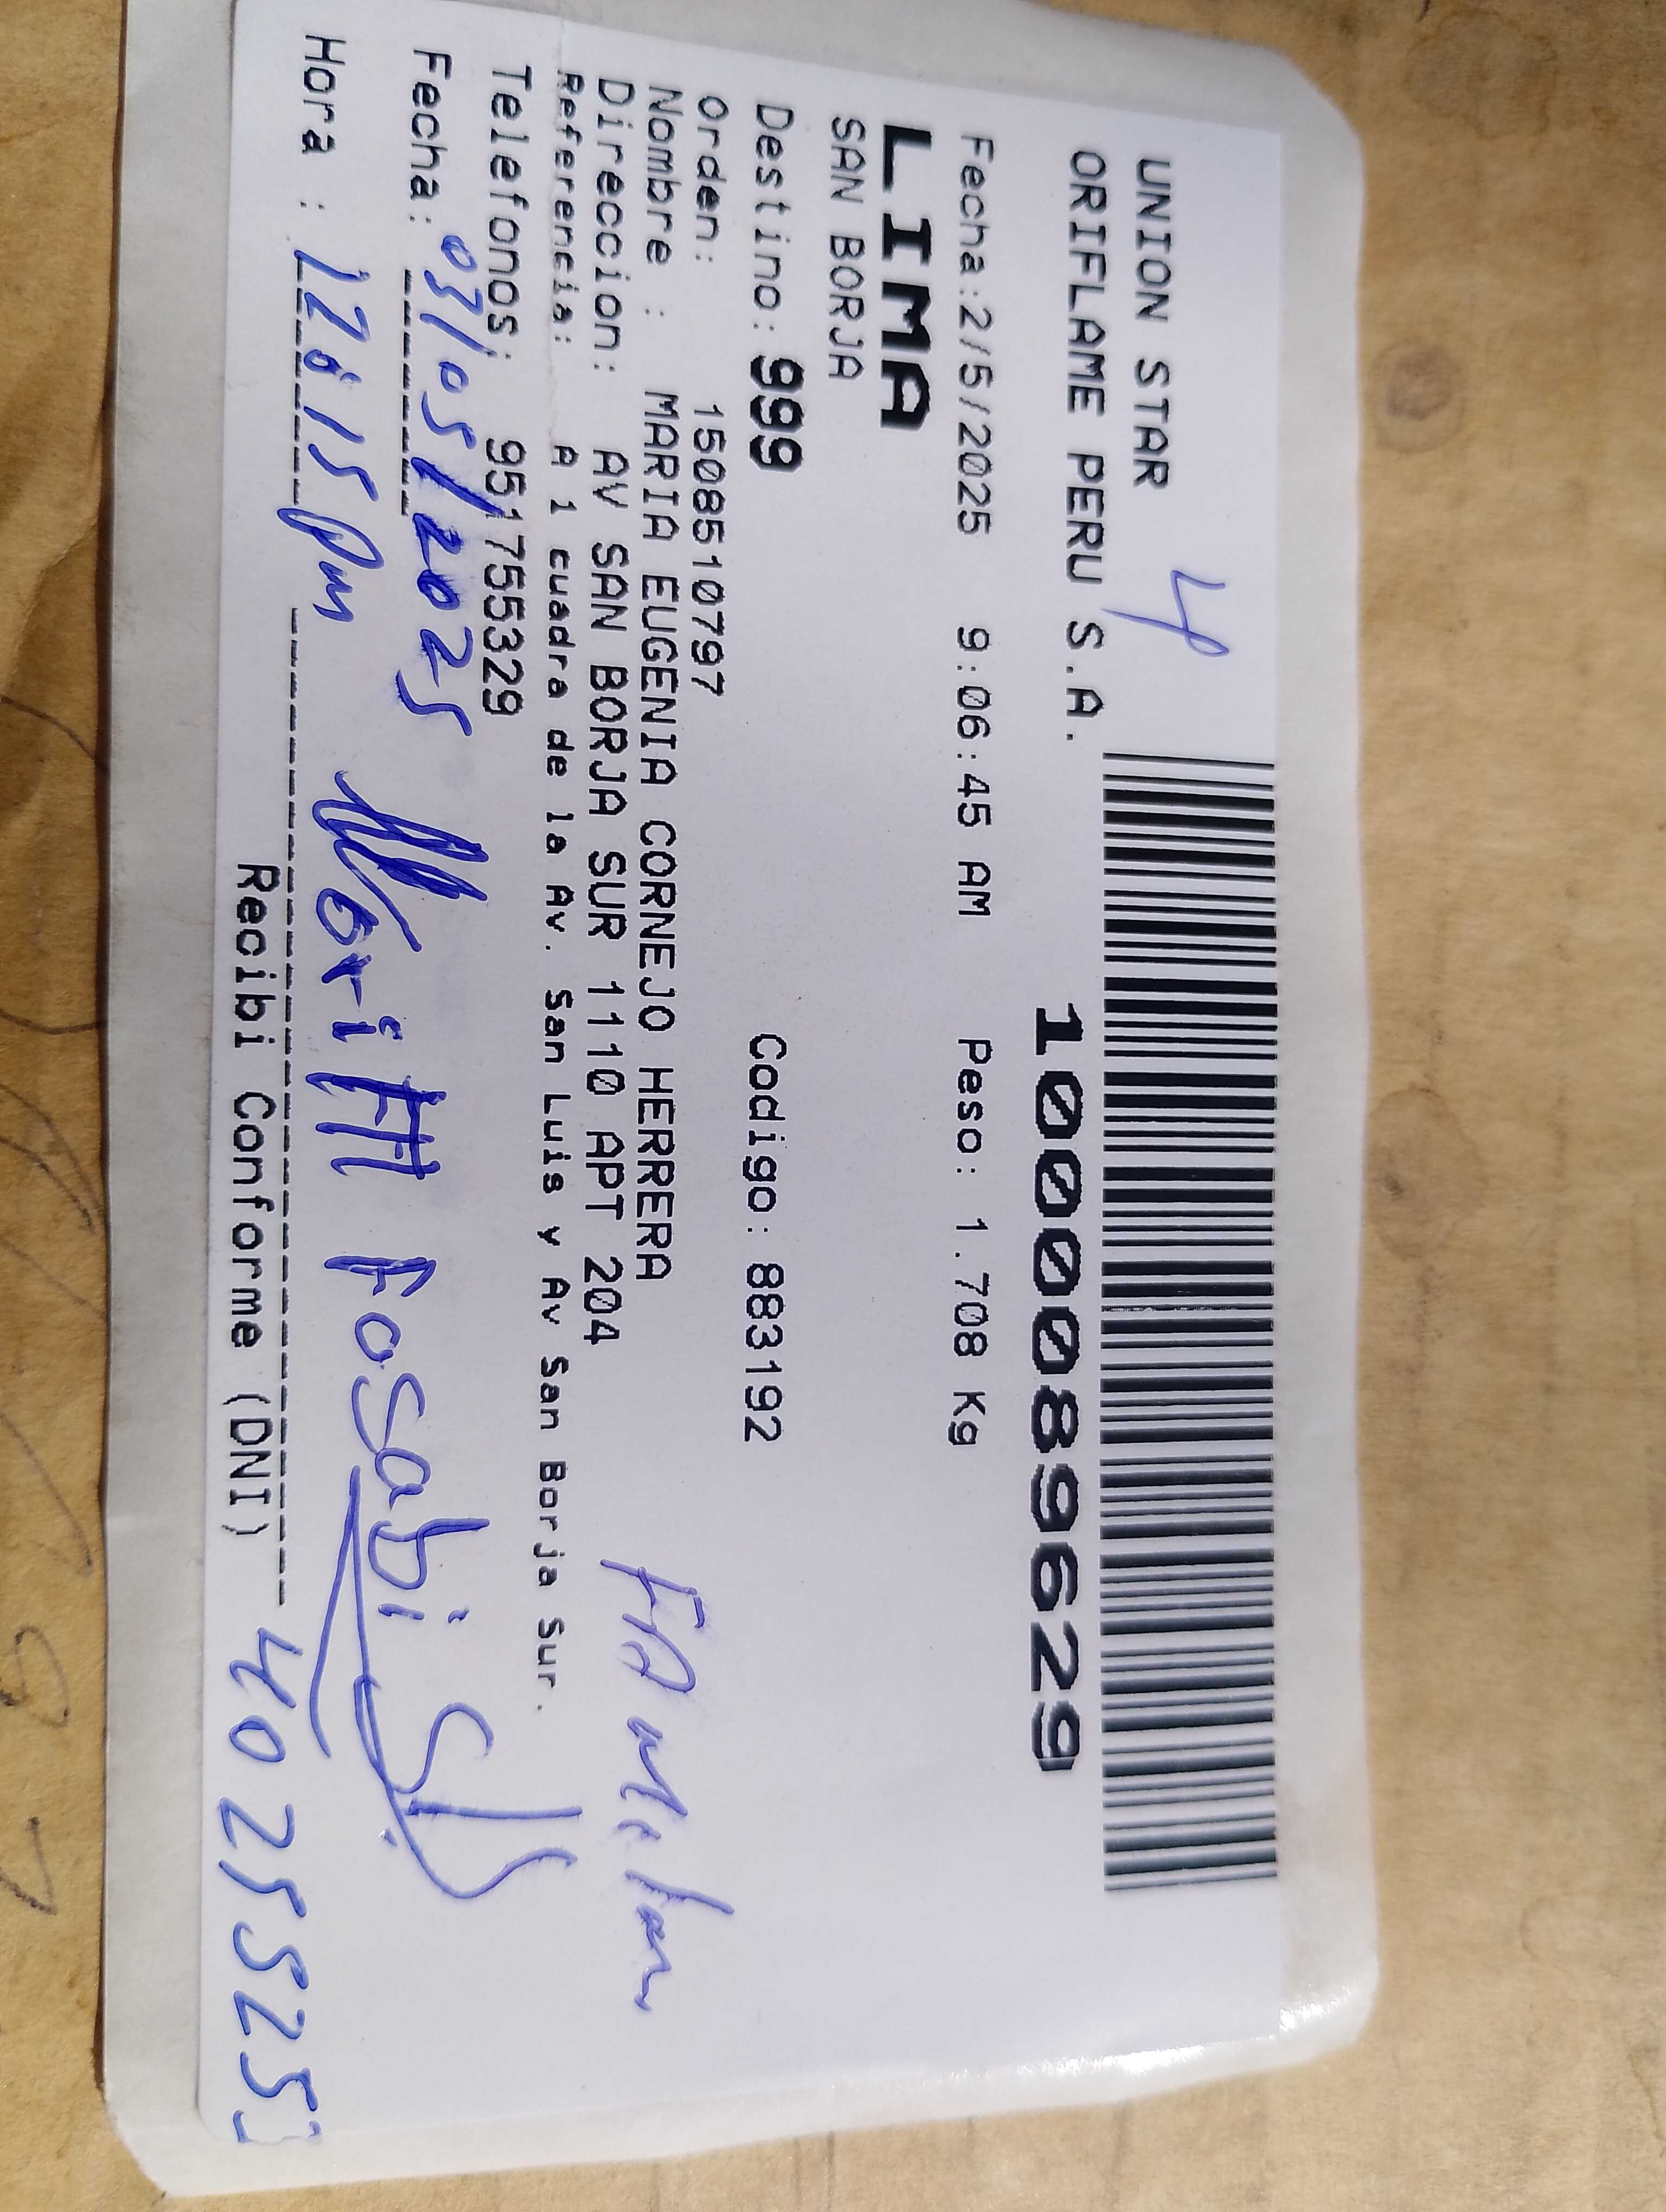 4
UNION STAR
ORIFLAME PERU S.A.
10000896629
Fecha:2/5/2025 9:06:45 AM Peso: 1.708 Kg
LIMA
SAN BORJA
Destino: 999 Codigo: 883192
Orden: 1508510797
Nombre : MARIA EUGENIA CORNEJO HERRERA
Direccion: AV SAN BORJA SUR 1110 APT 204
Referencia: A 1 cuadra de la Av. San Luis y Av San Borja Sur.
Telefonos: 951755329
Fecha: 03/05/2025
Hora : 12:15 pm
Recibi Conforme (DNI) 40255253